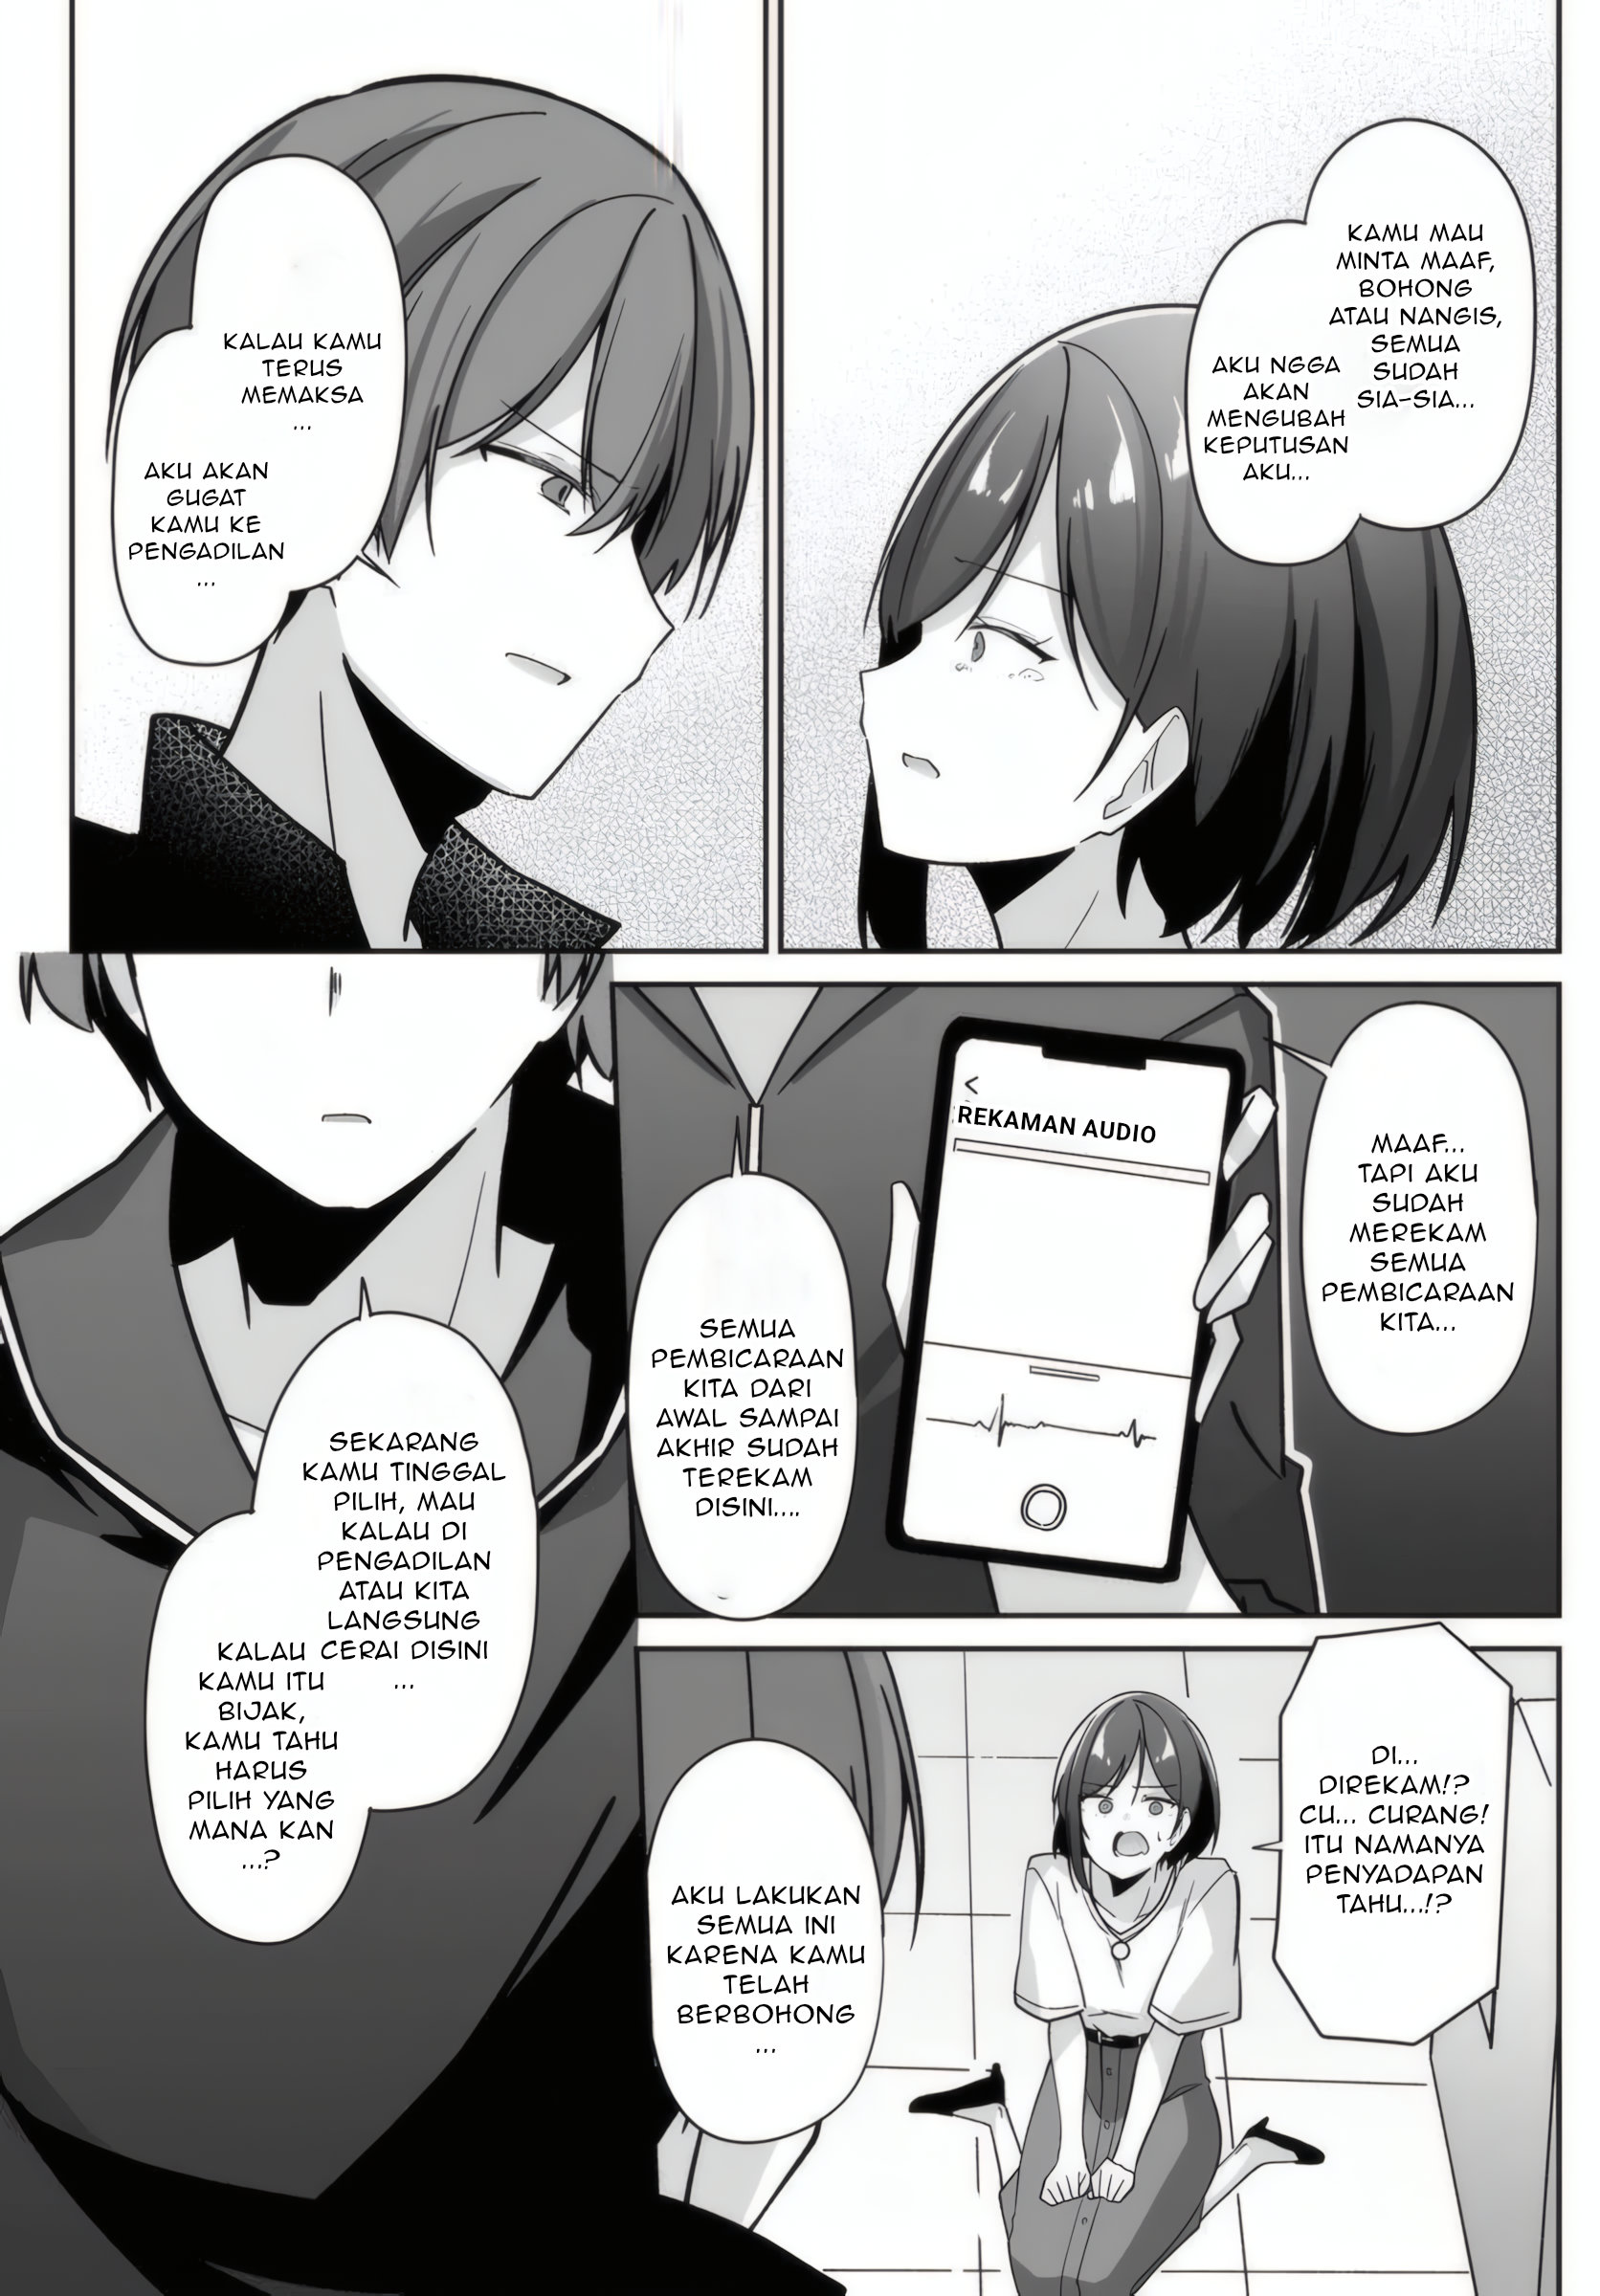 KAMU MAU
MINTA MAAF,
BOHONG
ATAU NANGIS,
SEMUA
SUDAH
SIA-SIA...
AKU NGGA
AKAN
MENGUBAH
KEPUTUSAN
AKU...
KALAU KAMU
TERUS
MEMAKSA
...
AKU AKAN
GUGAT
KAMU KE
PENGADILAN
...
MAAF...
TAPI AKU
SUDAH
MEREKAM
SEMUA
PEMBICARAAN
KITA...
<
REKAMAN AUDIO
SEMUA
PEMBICARAAN
KITA DARI
AWAL SAMPAI
AKHIR SUDAH
TEREKAM
DISINI....
DI...
DIREKAM!?
CU... CURANG!
ITU NAMANYA
PENYADAPAN
TAHU...!?
AKU LAKUKAN
SEMUA INI
KARENA KAMU
TELAH
BERBOHONG
...
SEKARANG
KAMU TINGGAL
PILIH, MAU
KALAU DI
PENGADILAN
ATAU KITA
LANGSUNG
CERAI DISINI
...
KALAU
KAMU ITU
BIJAK,
KAMU TAHU
HARUS
PILIH YANG
MANA KAN
...?